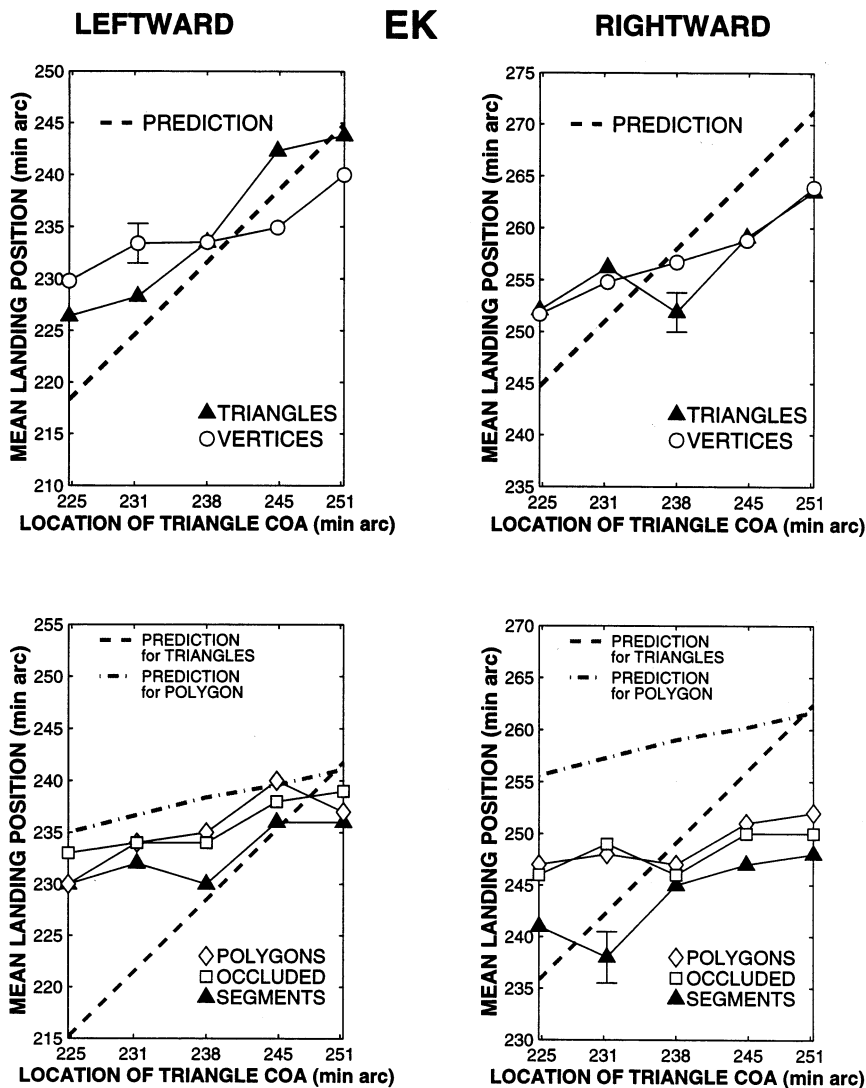 LEFTWARD
EK
RIGHTWARD
MEAN LANDING POSITION (min arc)
250
245
240
235
230
225
220
215
210
PREDICTION
TRIANGLES
VERTICES
225 231 238 245 251
LOCATION OF TRIANGLE COA (min arc)
MEAN LANDING POSITION (min arc)
275
270
265
260
255
250
245
240
235
PREDICTION
TRIANGLES
VERTICES
225 231 238 245 251
LOCATION OF TRIANGLE COA (min arc)
MEAN LANDING POSITION (min arc)
255
250
245
240
235
230
225
220
215
PREDICTION
for TRIANGLES
PREDICTION
for POLYGON
POLYGONS
OCCLUDED
SEGMENTS
225 231 238 245 251
LOCATION OF TRIANGLE COA (min arc)
MEAN LANDING POSITION (min arc)
270
265
260
255
250
245
240
235
230
PREDICTION
for TRIANGLES
PREDICTION
for POLYGON
POLYGONS
OCCLUDED
SEGMENTS
225 231 238 245 251
LOCATION OF TRIANGLE COA (min arc)